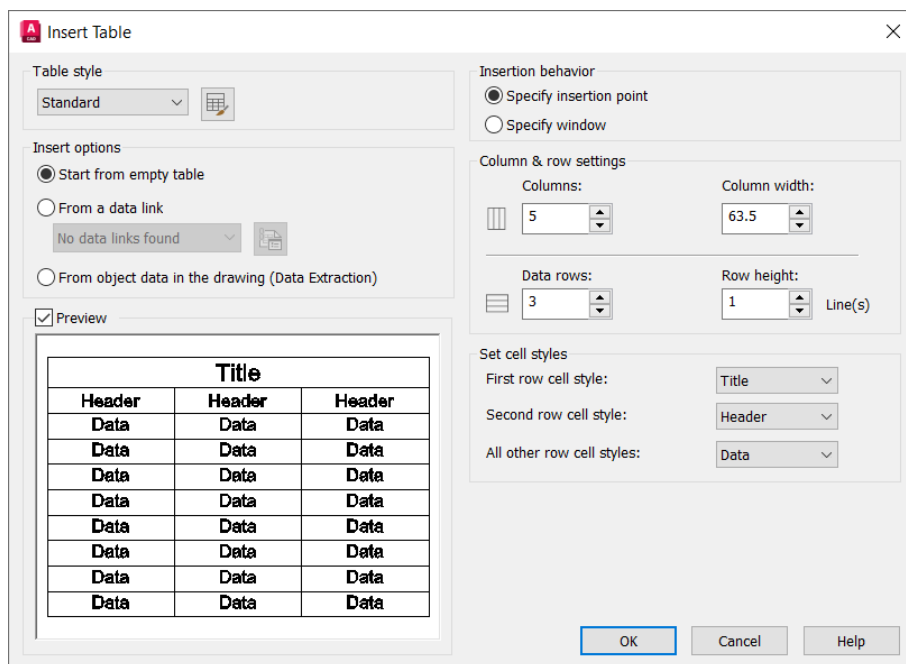 A
CAD
Insert Table
Table style
Standard
Insert options
Start from empty table
From a data link
No data links found
From object data in the drawing (Data Extraction)
Preview
Title
Header Header Header
Data Data Data
Data Data Data
Data Data Data
Data Data Data
Data Data Data
Data Data Data
Data Data Data
Data Data Data
Insertion behavior
Specify insertion point
Specify window
Column & row settings
Columns: Column width:
5 63.5
Data rows: Row height:
3 1 Line(s)
Set cell styles
First row cell style: Title
Second row cell style: Header
All other row cell styles: Data
OK Cancel Help